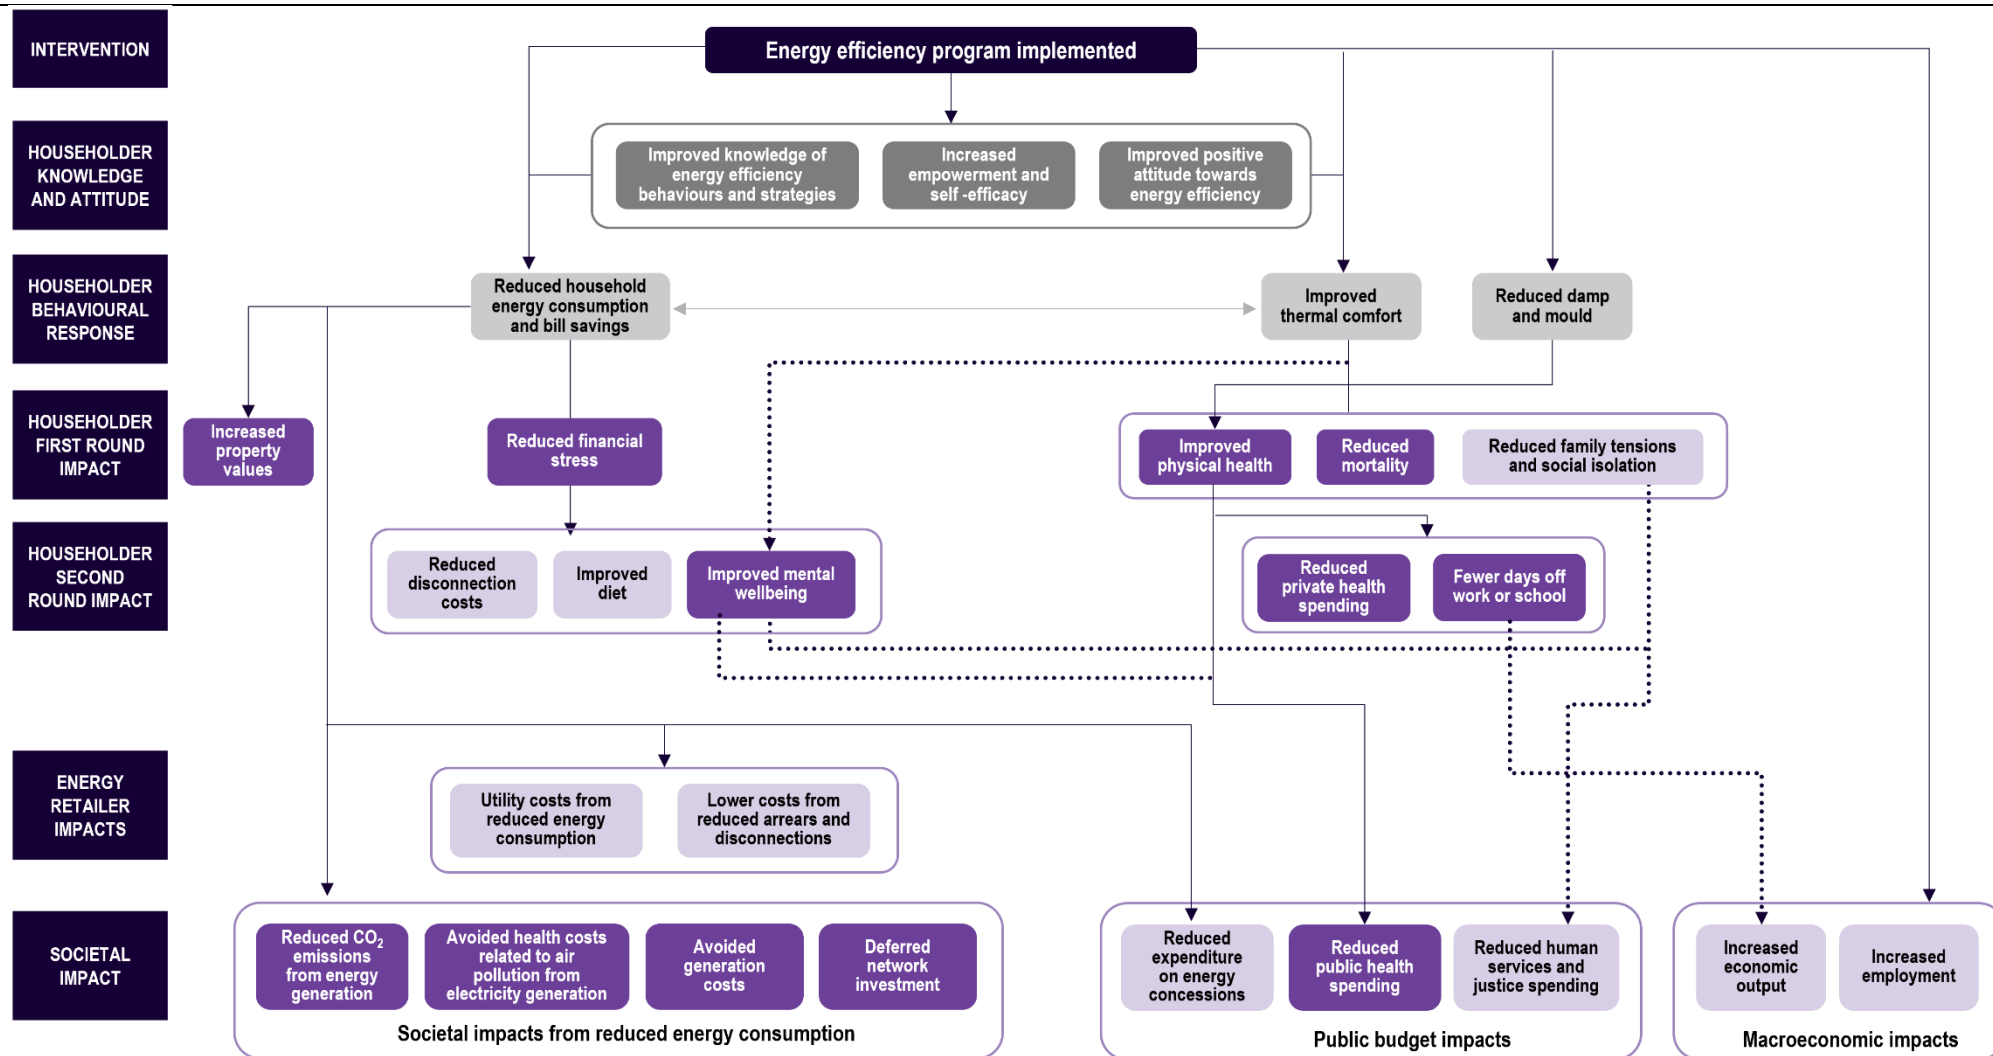 INTERVENTION
Energy efficiency program implemented
HOUSEHOLDER
KNOWLEDGE
AND ATTITUDE
Improved knowledge of
energy efficiency
behaviours and strategies
Increased
empowerment and
self -efficacy
Improved positive
attitude towards
energy efficiency
HOUSEHOLDER
BEHAVIOURAL
RESPONSE
Reduced household
energy consumption
and bill savings
Improved
thermal comfort
Reduced damp
and mould
HOUSEHOLDER
FIRST ROUND
IMPACT
Increased
property
values
Reduced financial
stress
Improved
physical health
Reduced
mortality
Reduced family tensions
and social isolation
HOUSEHOLDER
SECOND
ROUND IMPACT
Reduced
disconnection
costs
Improved
diet
Improved mental
wellbeing
Reduced
private health
spending
Fewer days off
work or school
ENERGY
RETAILER
IMPACTS
Utility costs from
reduced energy
consumption
Lower costs from
reduced arrears and
disconnections
SOCIETAL
IMPACT
Reduced CO₂
emissions
from energy
generation
Avoided health costs
related to air
pollution from
electricity generation
Avoided
generation
costs
Deferred
network
investment
Societal impacts from reduced energy consumption
Reduced
expenditure
on energy
concessions
Reduced
public health
spending
Reduced human
services and
justice spending
Public budget impacts
Increased
economic
output
Increased
employment
Macroeconomic impacts